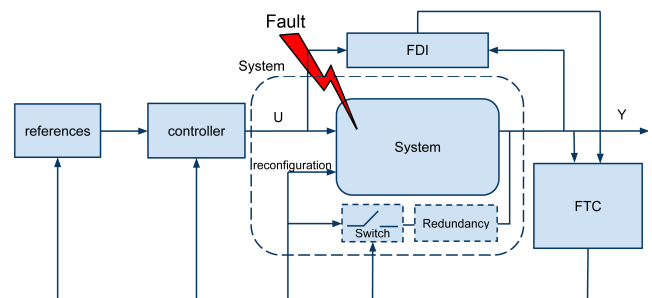 Fault
FDI
System
U
Y
references
controller
System
reconfiguration
FTC
Redundancy
Switch